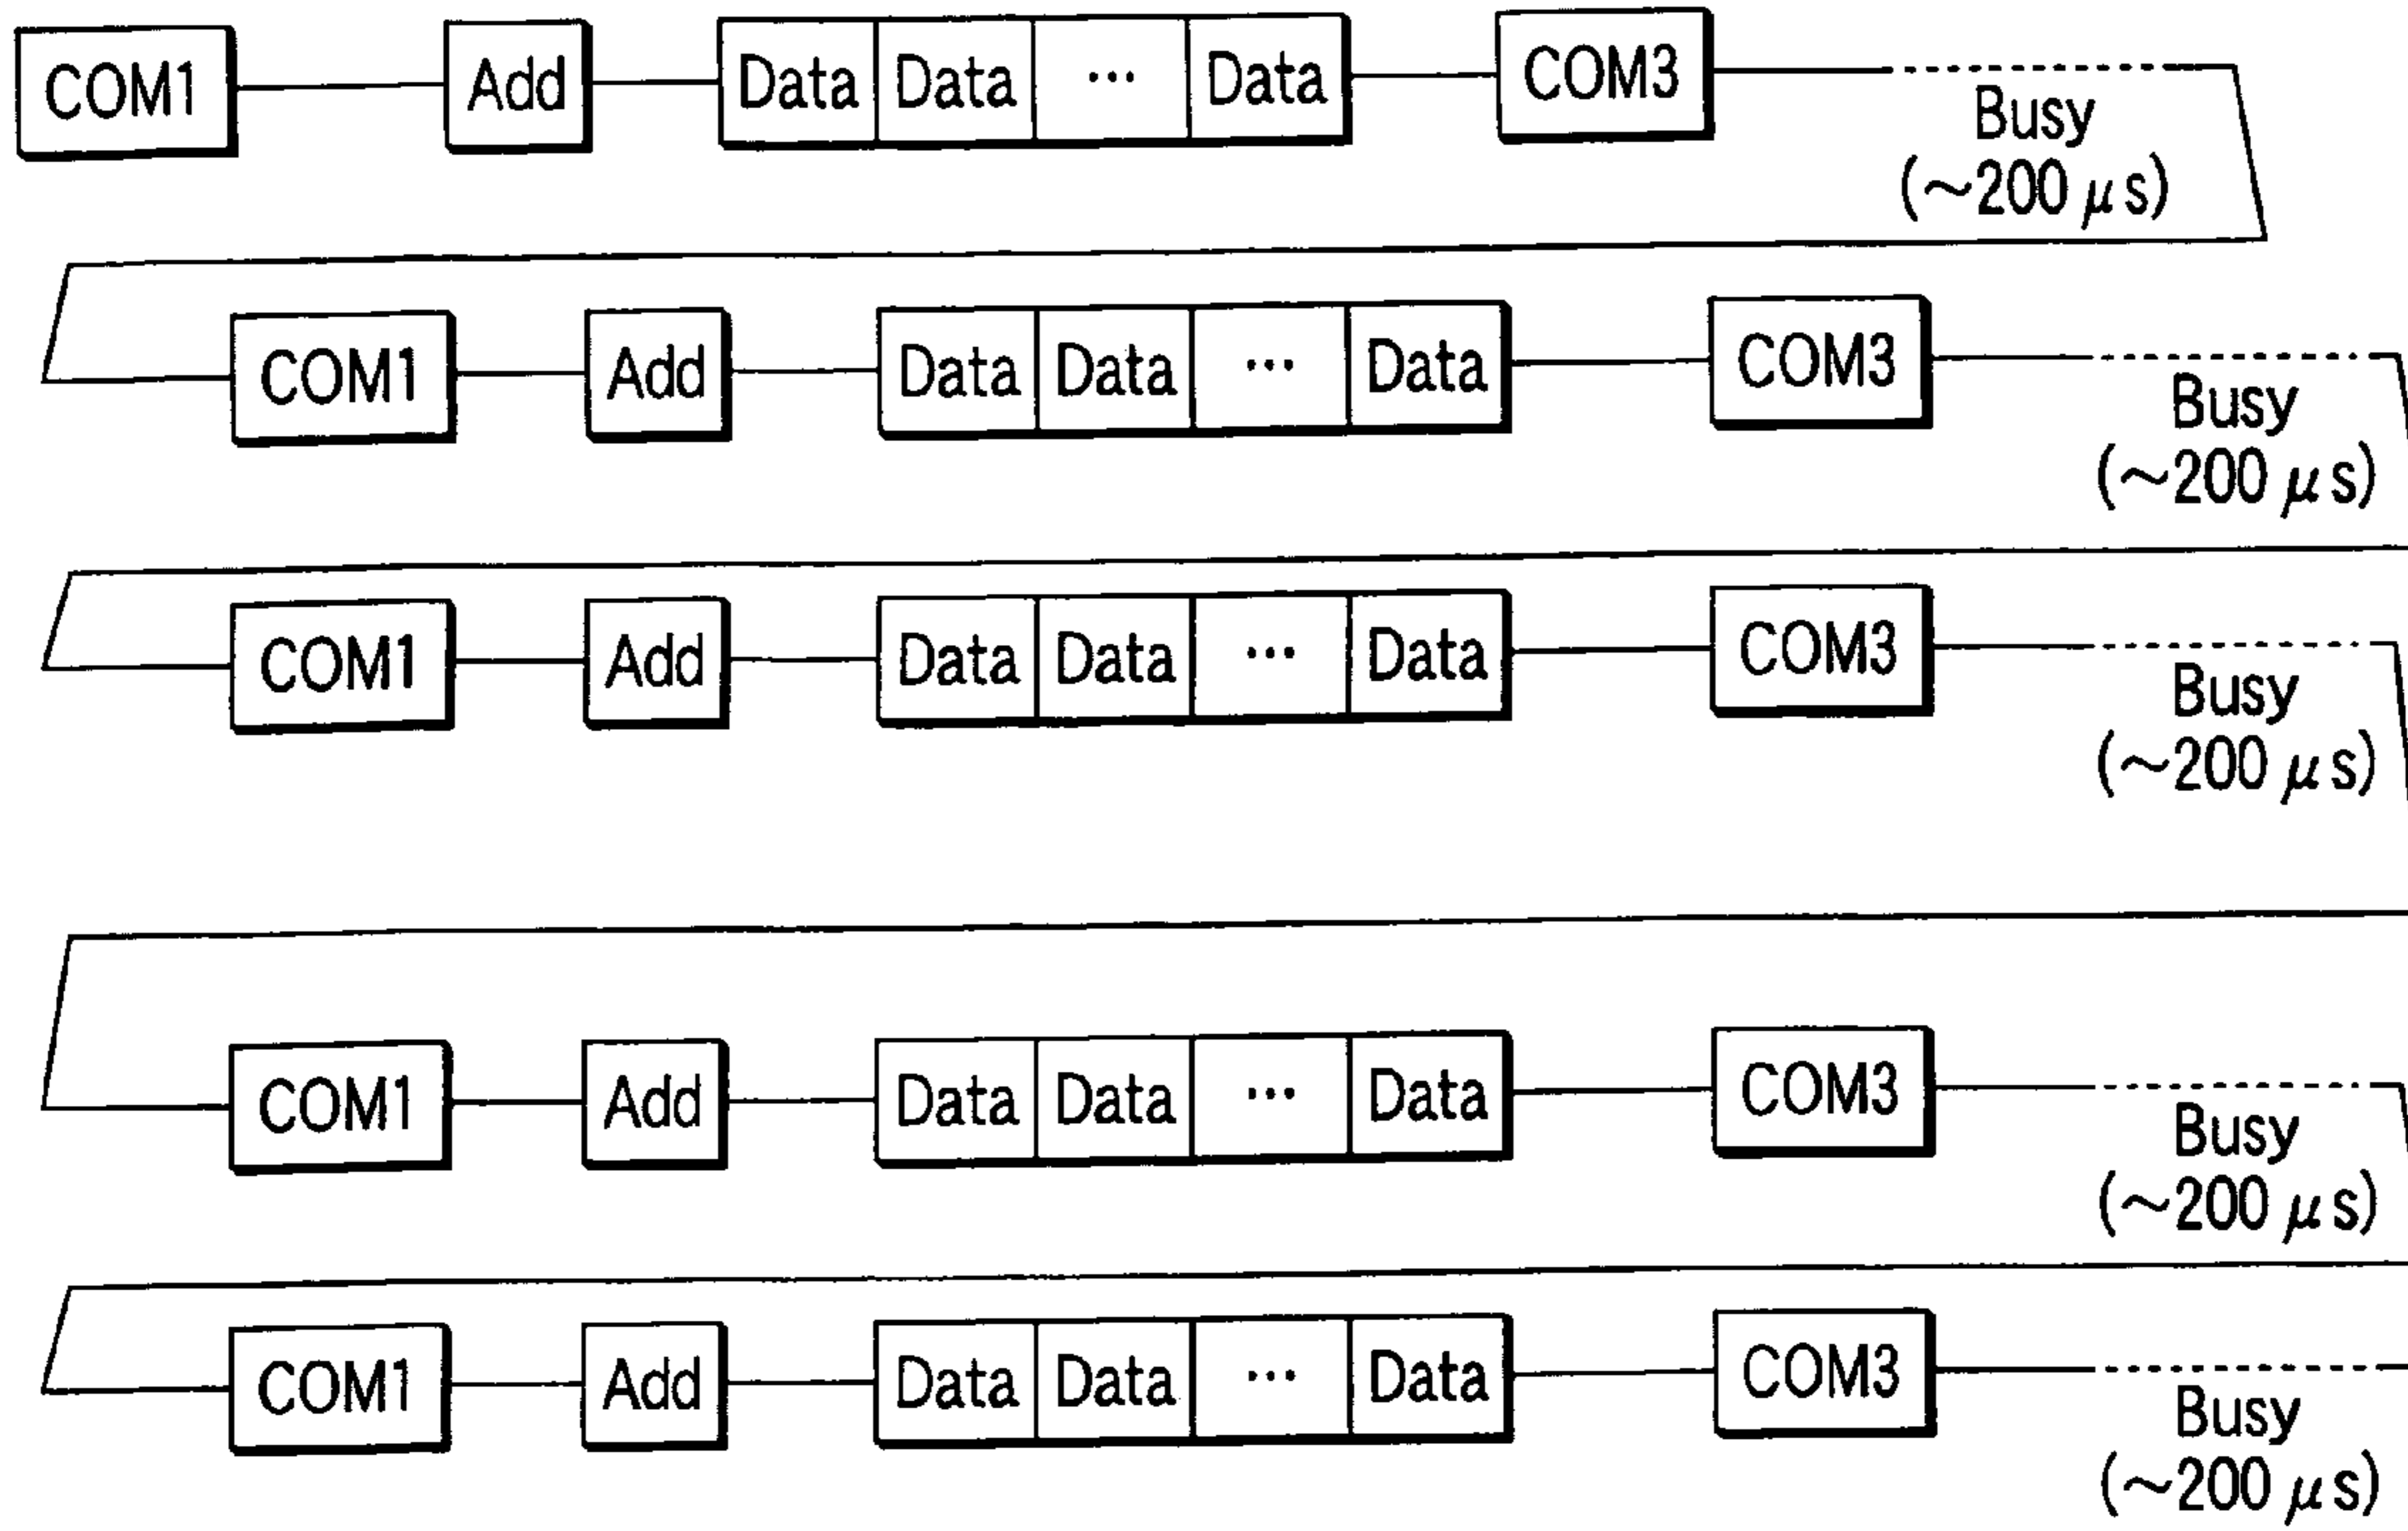 COM1 Add Data Data ... Data COM3
Busy
(~200 μs)
COM1 Add Data Data ... Data COM3
Busy
(~200 μs)
COM1 Add Data Data ... Data COM3
Busy
(~200 μs)
COM1 Add Data Data ... Data COM3
Busy
(~200 μs)
COM1 Add Data Data ... Data COM3
Busy
(~200 μs)